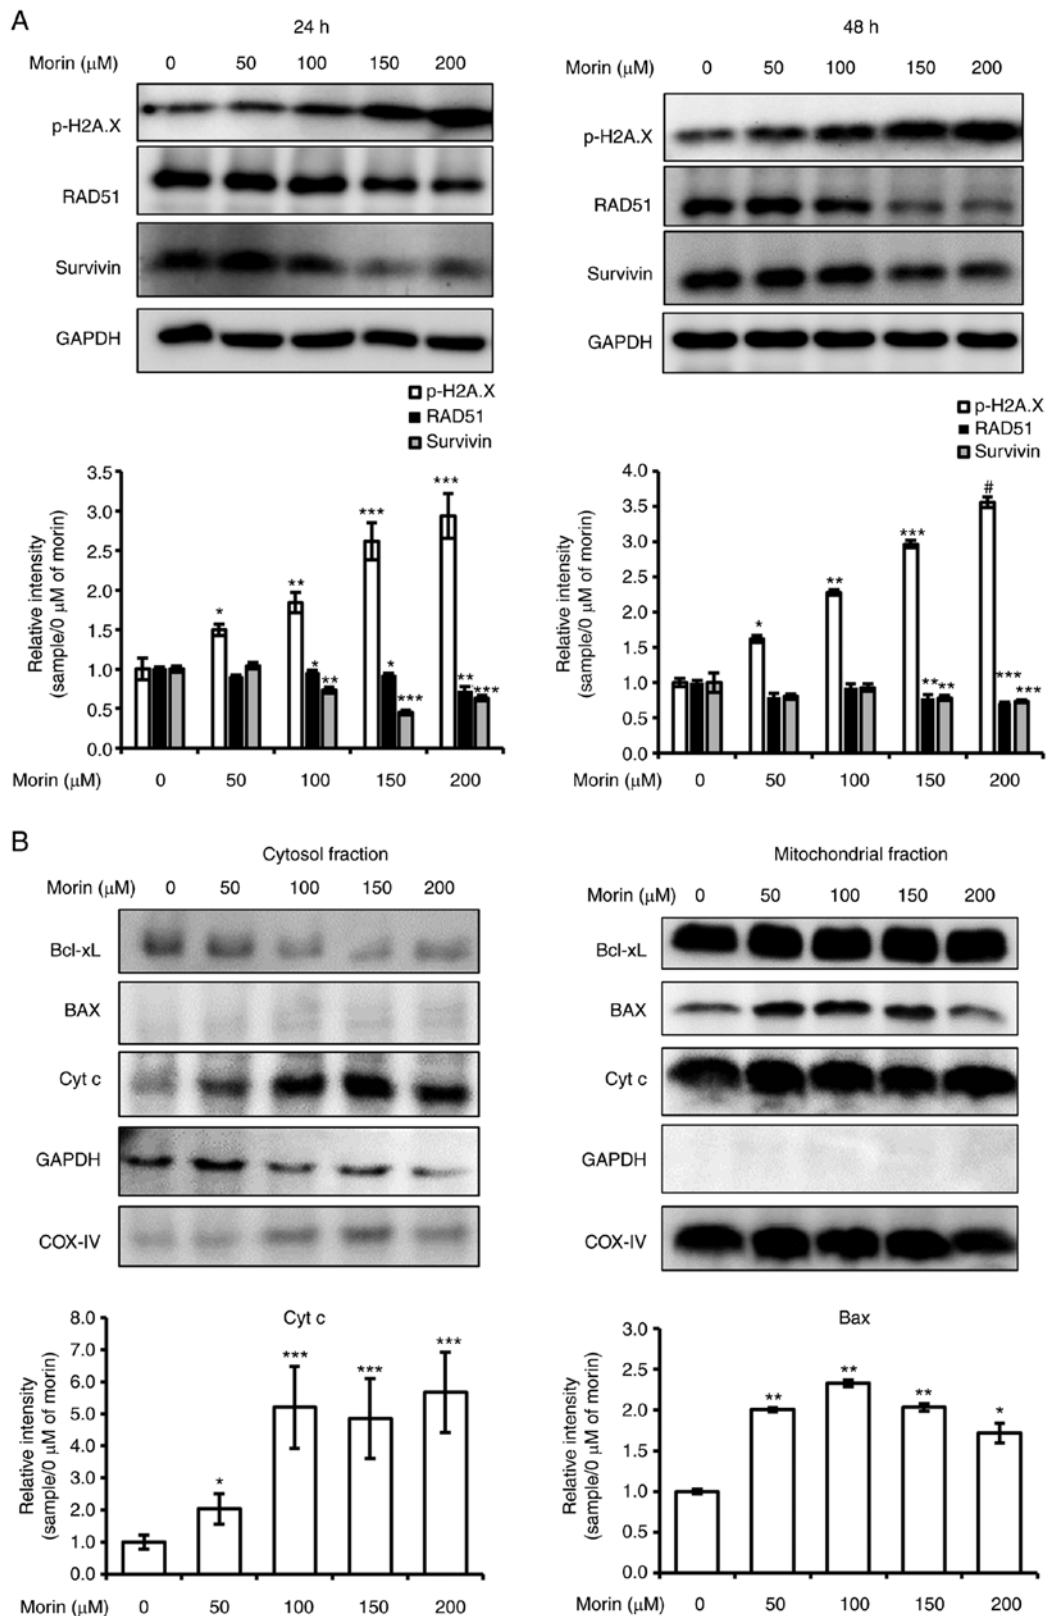 A
24 h
Morin (µM) 0 50 100 150 200
p-H2A.X
RAD51
Survivin
GAPDH
p-H2A.X
RAD51
Survivin
Relative intensity
(sample/0 µM of morin)
3.5
3.0
2.5
2.0
1.5
1.0
0.5
0.0
* ** *** ***
* ** * *** ** ***
Morin (µM) 0 50 100 150 200
48 h
Morin (µM) 0 50 100 150 200
p-H2A.X
RAD51
Survivin
GAPDH
p-H2A.X
RAD51
Survivin
Relative intensity
(sample/0 µM of morin)
4.0
3.5
3.0
2.5
2.0
1.5
1.0
0.5
0.0
* ** *** #
** ** *** ***
Morin (µM) 0 50 100 150 200
B
Cytosol fraction
Morin (µM) 0 50 100 150 200
Bcl-xL
BAX
Cyt c
GAPDH
COX-IV
Cyt c
Relative intensity
(sample/0 µM of morin)
8.0
7.0
6.0
5.0
4.0
3.0
2.0
1.0
0.0
* *** *** ***
Morin (µM) 0 50 100 150 200
Mitochondrial fraction
Morin (µM) 0 50 100 150 200
Bcl-xL
BAX
Cyt c
GAPDH
COX-IV
Bax
Relative intensity
(sample/0 µM of morin)
3.0
2.5
2.0
1.5
1.0
0.5
0.0
** ** ** *
Morin (µM) 0 50 100 150 200